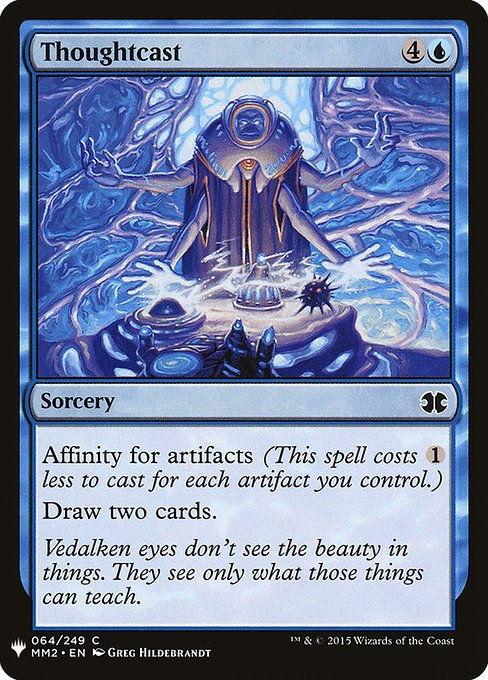 Thoughtcast 4
Sorcery
Affinity for artifacts (This spell costs 1
less to cast for each artifact you control.)
Draw two cards.
Vedalken eyes don't see the beauty in
things. They see only what those things
can teach.
064/249 C
MM2 • EN Greg Hildebrandt
™ & © 2015 Wizards of the Coast